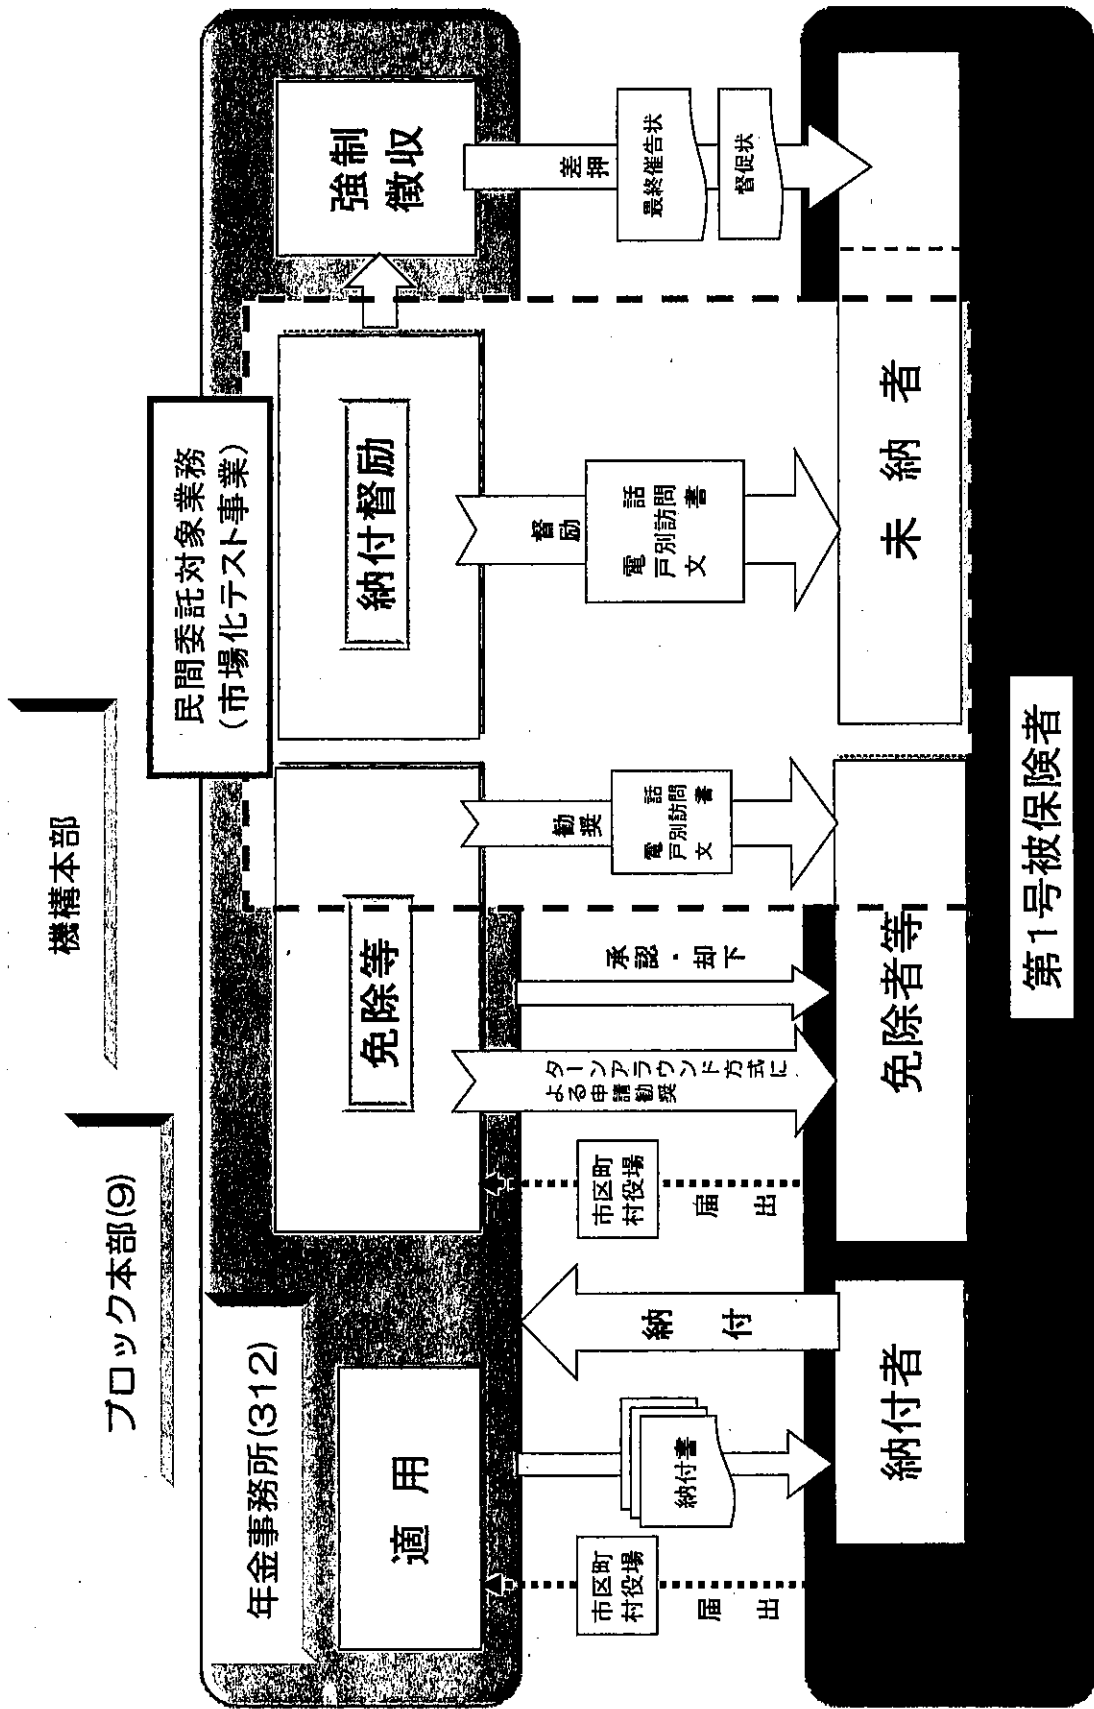 機構本部
ブロック本部(9)
年金事務所(312)
民間委託対象業務
(市場化テスト事業)
適用
免除等
納付督励
強制
徴収
市区町
村役場
届出
納付書
納付
市区町
村役場
届出
ターンアラウンド方式に
よる申請勧奨
承認・却下
勧奨
電話
戸別訪問
文書
督励
電話
戸別訪問
文書
差押
最終催告状
督促状
納付者
免除者等
未納者
第1号被保険者